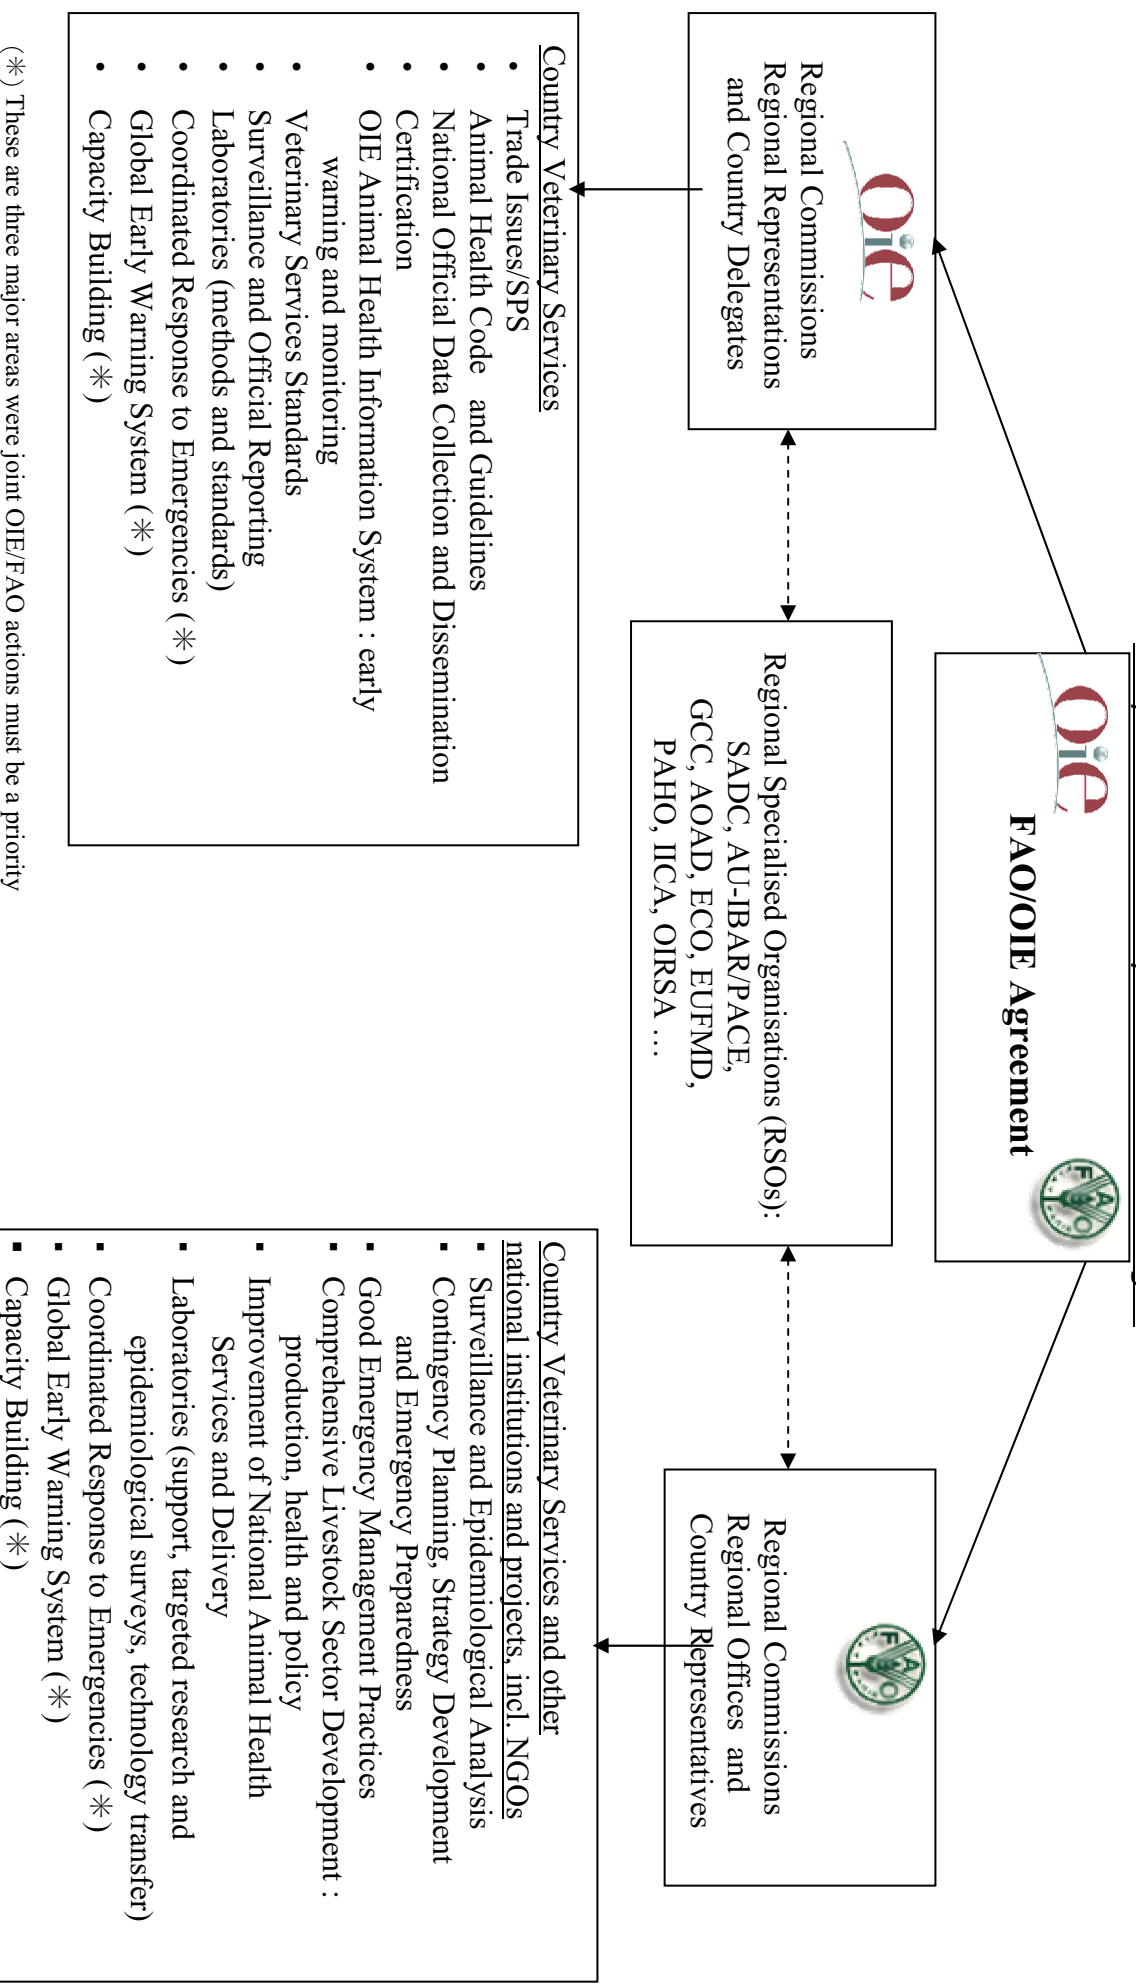 OiE
FAO/OIE Agreement
FAO
OiE
Regional Commissions
Regional Representations
and Country Delegates
Regional Specialised Organisations (RSOs):
SADC, AU-IBAR/PACE,
GCC, AOAD, ECO, EUFMD,
PAHO, IICA, OIRSA …
FAO
Regional Commissions
Regional Offices and
Country Representatives
Country Veterinary Services
• Trade Issues/SPS
• Animal Health Code and Guidelines
• National Official Data Collection and Dissemination
• Certification
• OIE Animal Health Information System : early
warning and monitoring
• Veterinary Services Standards
• Surveillance and Official Reporting
• Laboratories (methods and standards)
• Coordinated Response to Emergencies (✳)
• Global Early Warning System (✳)
• Capacity Building (✳)
Country Veterinary Services and other
national institutions and projects, incl. NGOs
▪ Surveillance and Epidemiological Analysis
▪ Contingency Planning, Strategy Development
and Emergency Preparedness
▪ Good Emergency Management Practices
▪ Comprehensive Livestock Sector Development :
production, health and policy
▪ Improvement of National Animal Health
Services and Delivery
▪ Laboratories (support, targeted research and
epidemiological surveys, technology transfer)
▪ Coordinated Response to Emergencies (✳)
▪ Global Early Warning System (✳)
▪ Capacity Building (✳)
(✳) These are three major areas were joint OIE/FAO actions must be a priority